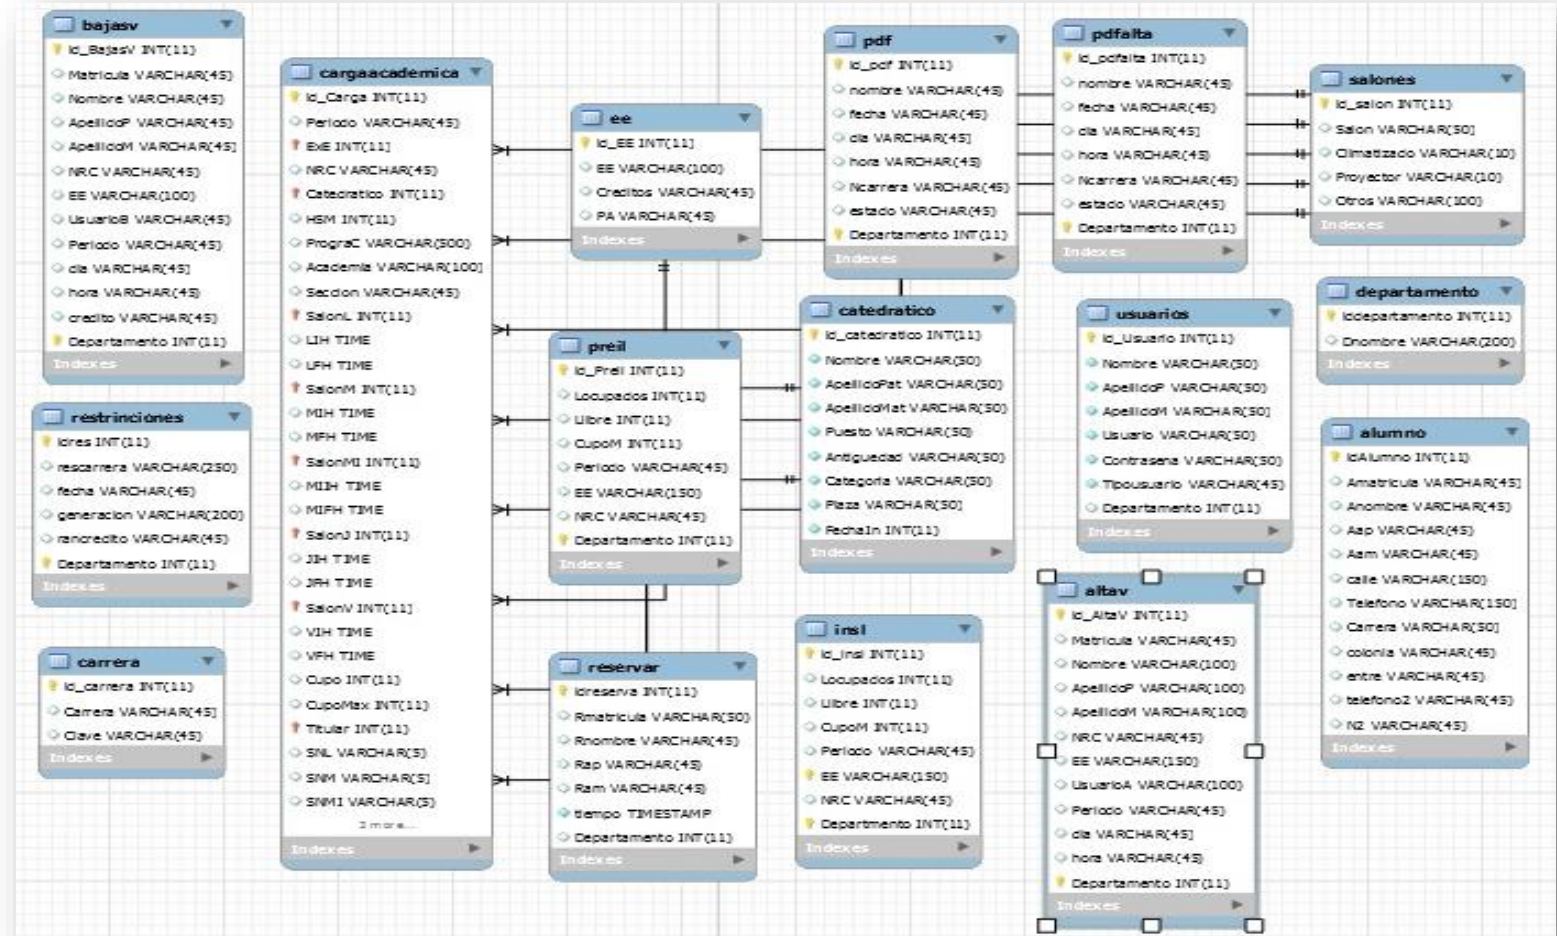 bajasv
Id_BajasV INT(11)
Matricula VARCHAR(45)
Nombre VARCHAR(45)
ApellidoP VARCHAR(45)
ApellidoM VARCHAR(45)
NRC VARCHAR(45)
EE VARCHAR(100)
UsuarioB VARCHAR(45)
Periodo VARCHAR(45)
dia VARCHAR(45)
hora VARCHAR(45)
credito VARCHAR(45)
Departamento INT(11)
Indexes
restrinciones
idres INT(11)
rescarrera VARCHAR(250)
fecha VARCHAR(45)
generacion VARCHAR(200)
rancredito VARCHAR(45)
Departamento INT(11)
Indexes
carrera
id_carrera INT(11)
Carrera VARCHAR(45)
Clave VARCHAR(45)
Indexes
cargaacademica
Id_Carga INT(11)
Periodo VARCHAR(45)
ExE INT(11)
NRC VARCHAR(45)
Catedratico INT(11)
HSM INT(11)
PrograC VARCHAR(500)
Academia VARCHAR(100)
Seccion VARCHAR(45)
SalonL INT(11)
LIH TIME
LFH TIME
SalonM INT(11)
MIH TIME
MFH TIME
SalonMI INT(11)
MIIH TIME
MIFH TIME
SalonJ INT(11)
JIH TIME
JFH TIME
SalonV INT(11)
VIH TIME
VFH TIME
Cupo INT(11)
CupoMax INT(11)
Titular INT(11)
SNL VARCHAR(5)
SNM VARCHAR(5)
SNMI VARCHAR(5)
3 more...
Indexes
ee
Id_EE INT(11)
EE VARCHAR(100)
Creditos VARCHAR(45)
PA VARCHAR(45)
Indexes
preil
Id_Preil INT(11)
Locupados INT(11)
Llibre INT(11)
CupoM INT(11)
Periodo VARCHAR(45)
EE VARCHAR(150)
NRC VARCHAR(45)
Departamento INT(11)
Indexes
reservar
idreserva INT(11)
Rmatricula VARCHAR(50)
Rnombre VARCHAR(45)
Rap VARCHAR(45)
Ram VARCHAR(45)
tiempo TIMESTAMP
Departamento INT(11)
Indexes
pdf
id_pdf INT(11)
nombre VARCHAR(45)
fecha VARCHAR(45)
dia VARCHAR(45)
hora VARCHAR(45)
Ncarrera VARCHAR(45)
estado VARCHAR(45)
Departamento INT(11)
Indexes
catedratico
id_catedratico INT(11)
Nombre VARCHAR(50)
ApellidoPat VARCHAR(50)
ApellidoMat VARCHAR(50)
Puesto VARCHAR(50)
Antiguedad VARCHAR(50)
Categoria VARCHAR(50)
Plaza VARCHAR(50)
FechaIn INT(11)
Indexes
insl
id_insl INT(11)
Locupados INT(11)
Llibre INT(11)
CupoM INT(11)
Periodo VARCHAR(45)
EE VARCHAR(150)
NRC VARCHAR(45)
Departmento INT(11)
Indexes
pdfalta
id_pdfalta INT(11)
nombre VARCHAR(45)
fecha VARCHAR(45)
dia VARCHAR(45)
hora VARCHAR(45)
Ncarrera VARCHAR(45)
estado VARCHAR(45)
Departamento INT(11)
Indexes
usuarios
Id_Usuario INT(11)
Nombre VARCHAR(50)
ApellidoP VARCHAR(50)
ApellidoM VARCHAR(50)
Usuario VARCHAR(50)
Contrasena VARCHAR(50)
Tipousuario VARCHAR(45)
Departamento INT(11)
Indexes
altav
Id_AltaV INT(11)
Matricula VARCHAR(45)
Nombre VARCHAR(100)
ApellidoP VARCHAR(100)
ApellidoM VARCHAR(100)
NRC VARCHAR(45)
EE VARCHAR(150)
UsuarioA VARCHAR(100)
Periodo VARCHAR(45)
dia VARCHAR(45)
hora VARCHAR(45)
Departamento INT(11)
Indexes
salones
id_salon INT(11)
Salon VARCHAR(50)
Climatizado VARCHAR(10)
Proyector VARCHAR(10)
Otros VARCHAR(100)
Indexes
departamento
iddepartamento INT(11)
Dnombre VARCHAR(200)
Indexes
alumno
idAlumno INT(11)
Amatricula VARCHAR(45)
Anombre VARCHAR(45)
Aap VARCHAR(45)
Aam VARCHAR(45)
calle VARCHAR(150)
Telefono VARCHAR(150)
Carrera VARCHAR(50)
colonia VARCHAR(45)
entre VARCHAR(45)
telefono2 VARCHAR(45)
N2 VARCHAR(45)
Indexes